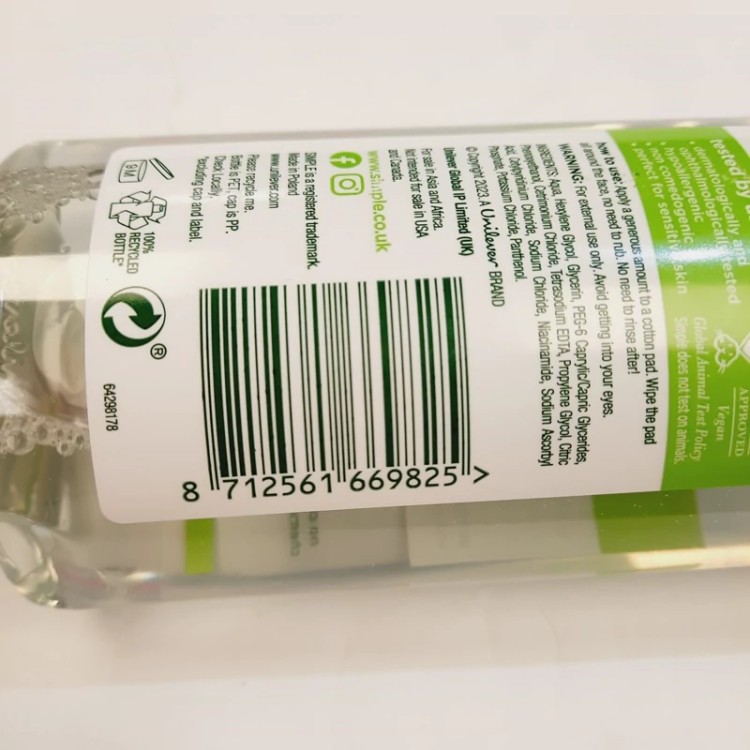 tested by
• dermatologically and
ophthalmologically tested
• hypoallergenic
• non comedogenic
• perfect for sensitive skin
APPROVED
Vegan
Global Animal Test Policy
Simple does not test on animals.
How to use: Apply a generous amount to a cotton pad. Wipe the pad
all around the face, no need to rub. No need to rinse after!
WARNING: For external use only. Avoid getting into your eyes.
INGREDIENTS: Aqua, Hexylene Glycol, Glycerin, PEG-6 Caprylic/Capric Glycerides,
Phenoxyethanol, Cetrimonium Chloride, Tetrasodium EDTA, Propylene Glycol, Citric
Acid, Dehydroacetic Chloride, Sodium Chloride, Niacinamide, Sodium Ascorbyl
Phosphate, Potassium Chloride, Panthenol.
© Copyright 2023. A Unilever BRAND
Unilever Global IP Limited (UK)
For sale in Asia and Africa.
Not intended for sale in USA
and Canada.
www.simple.co.uk
SIMPLE is a registered trademark.
Made in Poland
www.unilever.com
Please recycle me.
Bottle is PET, cap is PP.
Check locally.
*excluding cap and label.
9M
100%
RECYCLED
BOTTLE*
®
64298178
8 712561 669825 >